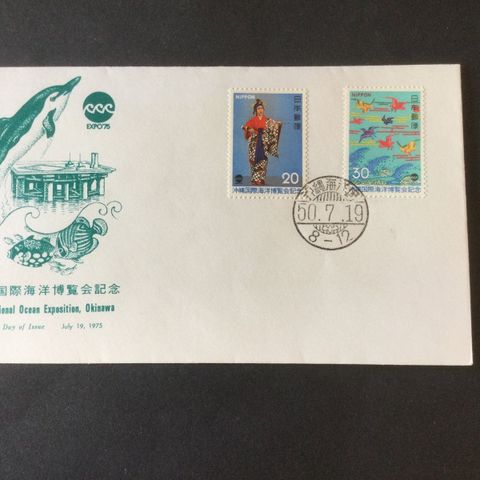 EXPO'75
国際海洋博覧会記念
ional Ocean Exposition, Okinawa
Day of Issue July 19, 1975
NIPPON
日本郵便
20
沖縄国際海洋博覧会記念
NIPPON
日本郵便
30
沖縄国際海洋博覧会記念
50.7.19
8-12